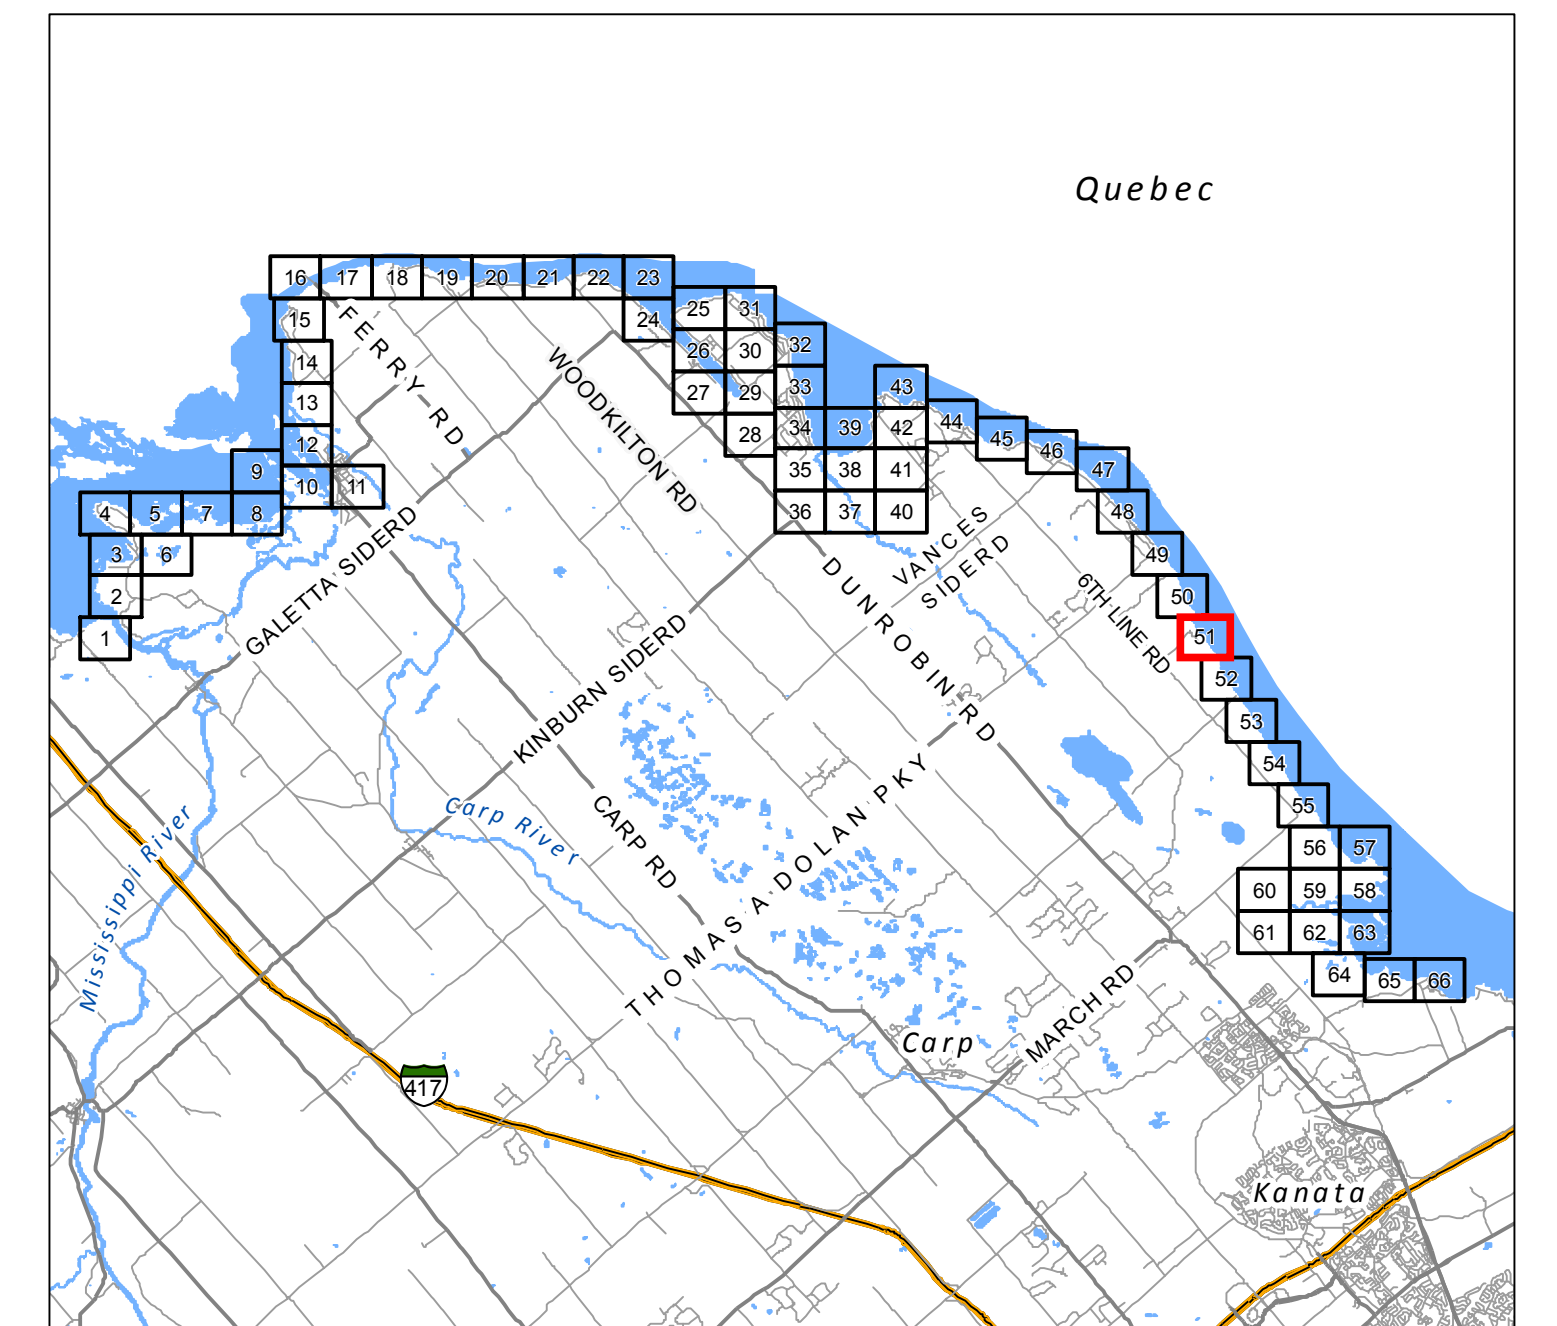 Quebec
16 17 18 19 20 21 22 23
15
24
25 31
14
26 30
32
13
27 29
33
43
12
28
34 39 42
44
45
46
9
10 11
35 38 41
47
4 5 7 8
36 37 40
48
3 6
49
2
50
1
51
52
53
54
55
56 57
60 59 58
61 62 63
64 65 66
FERRY RD
WOODKILTON RD
GALETTA SIDERD
VANCES
SIDERD
6TH LINE RD
DUNROBIN RD
KINBURN SIDERD
CARP RD
THOMAS A DOLAN PKY
Carp River
Mississippi River
MARCH RD
Carp
417
Kanata